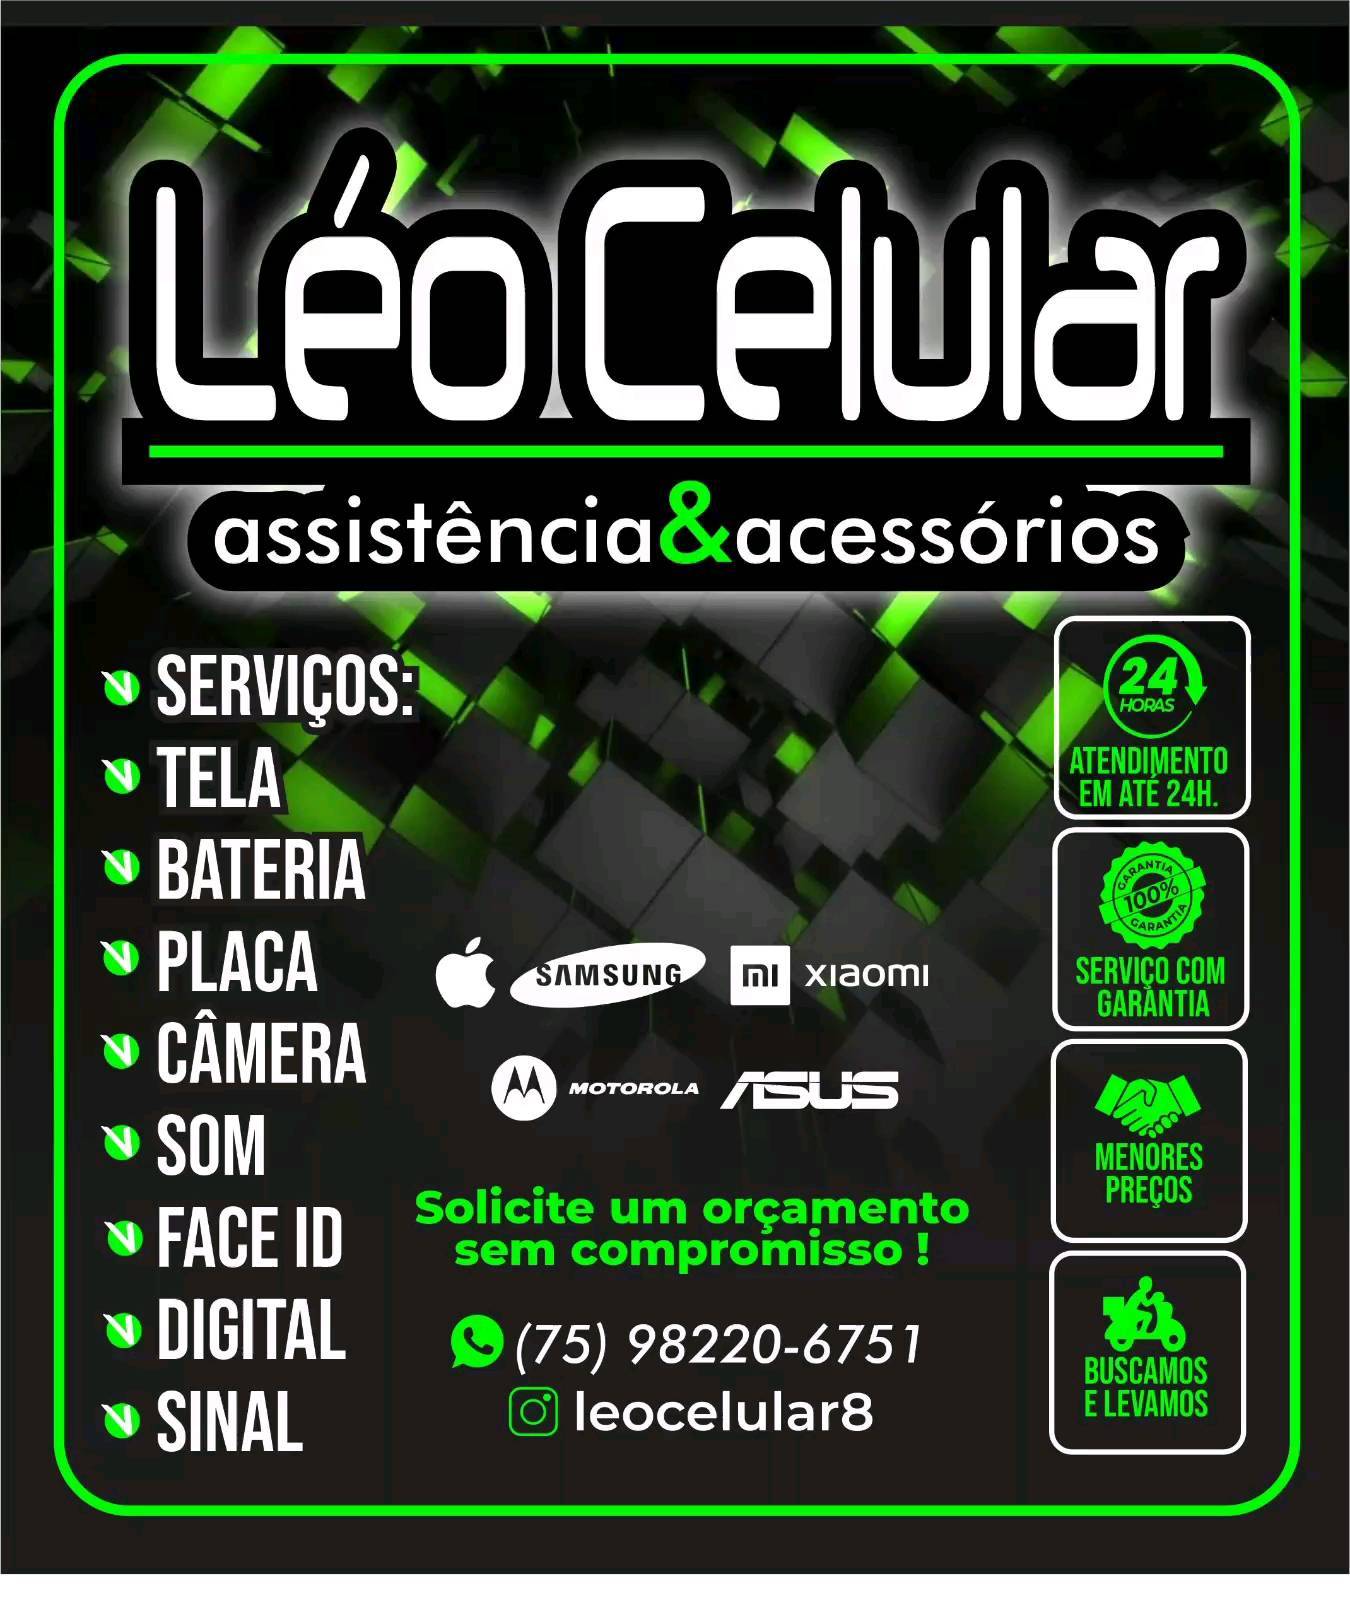 Léo Celular
assistência&acessórios
SERVIÇOS:
TELA
BATERIA
PLACA
CÂMERA
SOM
FACE ID
DIGITAL
SINAL
SAMSUNG
mi xiaomi
MOTOROLA
ASUS
Solicite um orçamento
sem compromisso !
(75) 98220-6751
leocelular8
24
HORAS
ATENDIMENTO
EM ATÉ 24H.
GARANTIA
100%
GARANTIA
SERVIÇO COM
GARANTIA
MENORES
PREÇOS
BUSCAMOS
E LEVAMOS